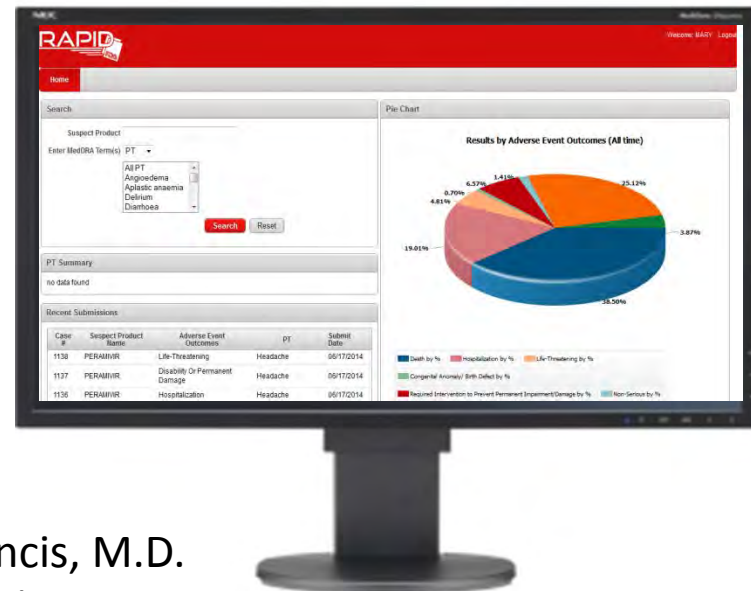 NEC
MultiSync
RAPID
FDA
Welcome: MARY Logout
Home
Search
Suspect Product
Enter MedDRA Term(s) PT
All PT
Angioedema
Aplastic anaemia
Delirium
Diarrhoea
Search Reset
PT Summary
no data found
Recent Submissions
Case # Suspect Product Name Adverse Event Outcomes PT Submit Date
1138 PERAMIVIR Life-Threatening Headache 06/17/2014
1137 PERAMIVIR Disability Or Permanent Damage Headache 06/17/2014
1136 PERAMIVIR Hospitalization Headache 06/17/2014
Pie Chart
Results by Adverse Event Outcomes (All time)
1.41%
6.57%
0.70%
4.81%
25.12%
19.01%
3.87%
38.50%
Death by % Hospitalization by % Life-Threatening by %
Congenital Anomaly/ Birth Defect by %
Required Intervention to Prevent Permanent Impairment/Damage by % Non-Serious by %
ncis, M.D.